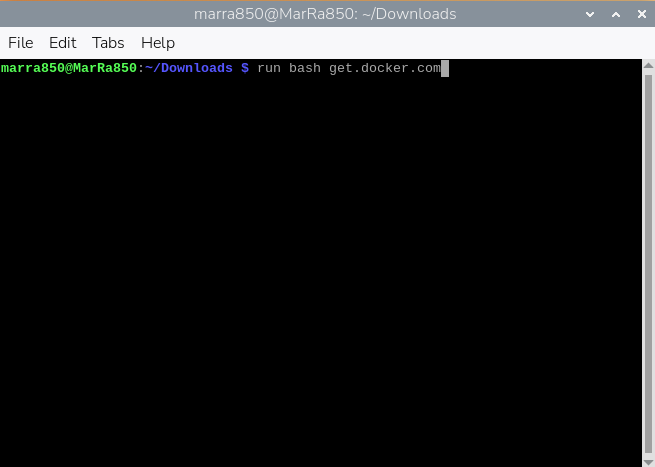 marra850@MarRa850: ~/Downloads
File Edit Tabs Help
marra850@MarRa850:~/Downloads $ run bash get.docker.com